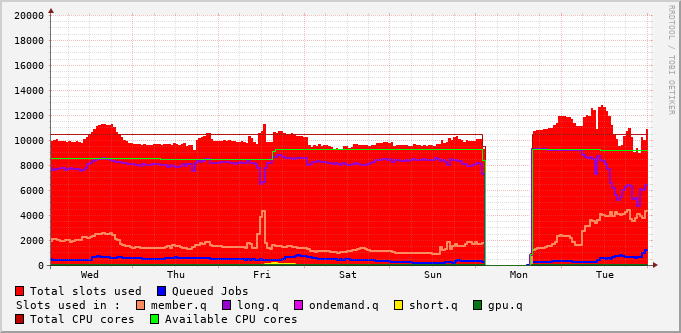 20000
18000
16000
14000
12000
10000
8000
6000
4000
2000
0
Wed Thu Fri Sat Sun Mon Tue
RRDTOOL / TOBI OETIKER
Total slots used Queued Jobs
Slots used in : member.q long.q ondemand.q short.q gpu.q
Total CPU cores Available CPU cores